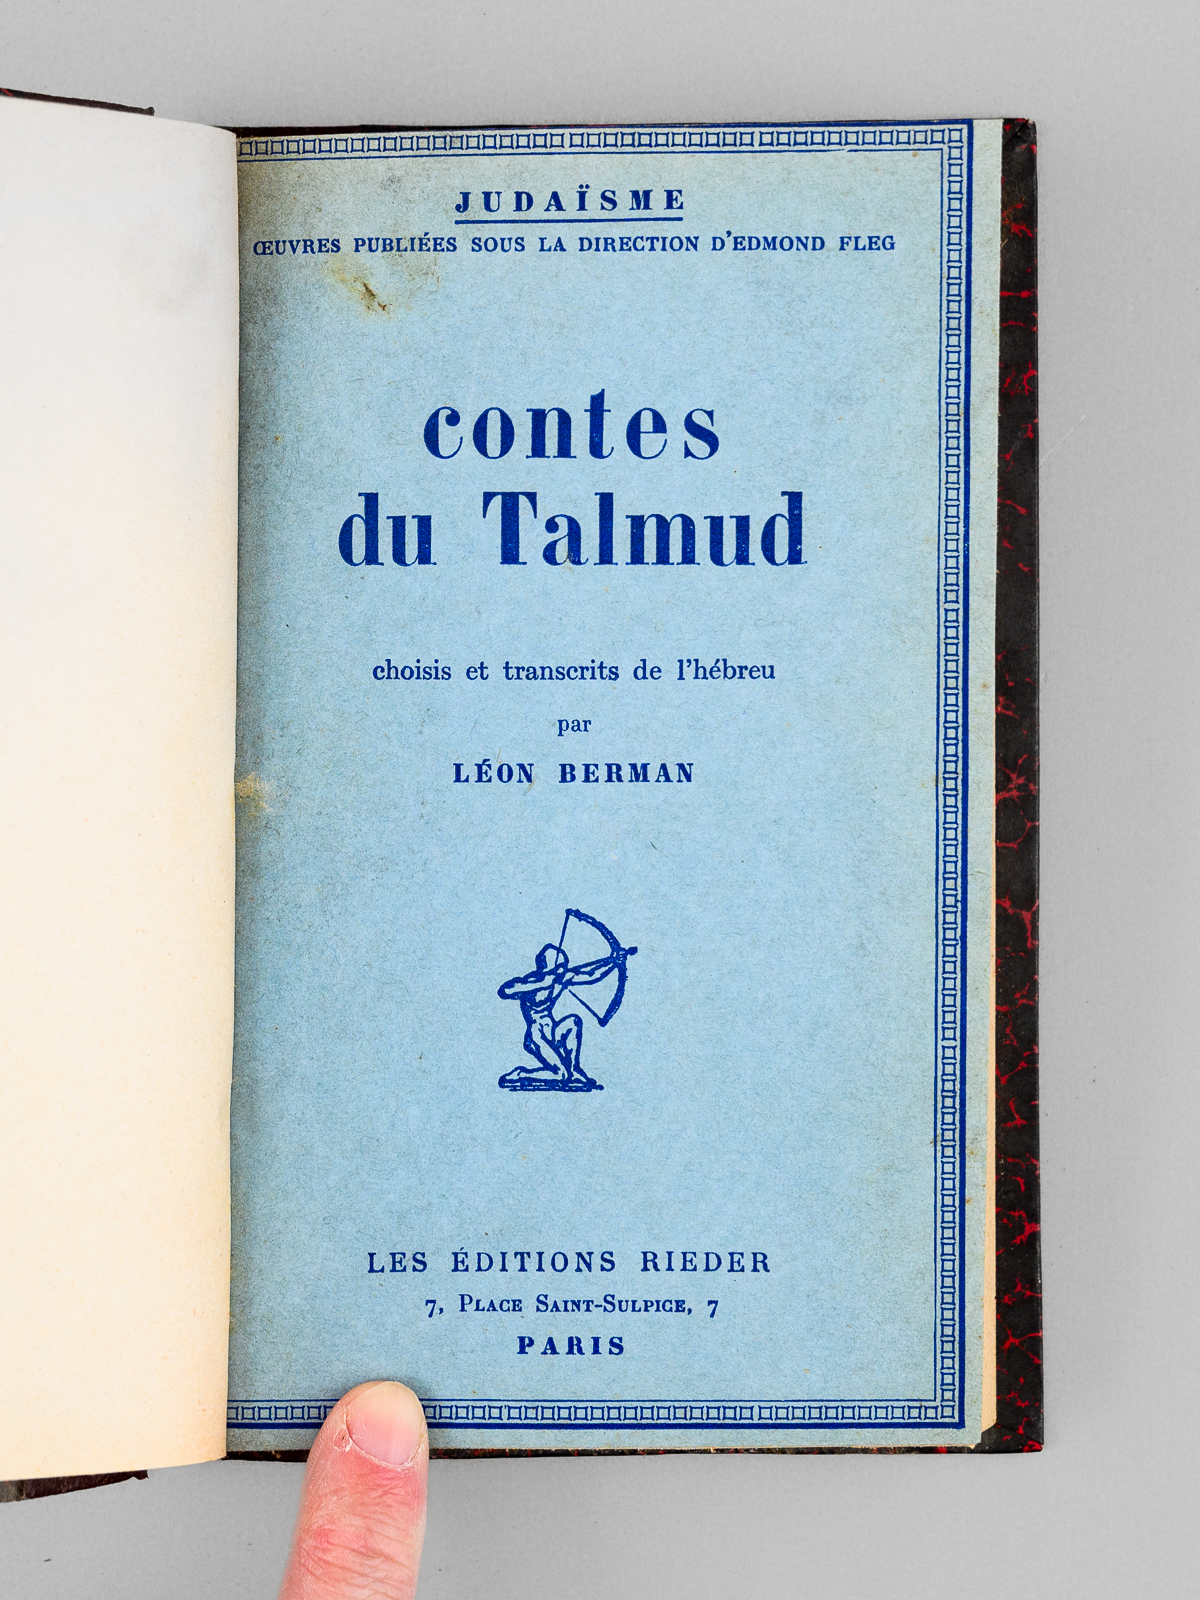 JUDAÏSME
ŒUVRES PUBLIÉES SOUS LA DIRECTION D'EDMOND FLEG
contes
du Talmud
choisis et transcrits de l'hébreu
par
LÉON BERMAN
LES ÉDITIONS RIEDER
7, PLACE SAINT-SULPICE, 7
PARIS